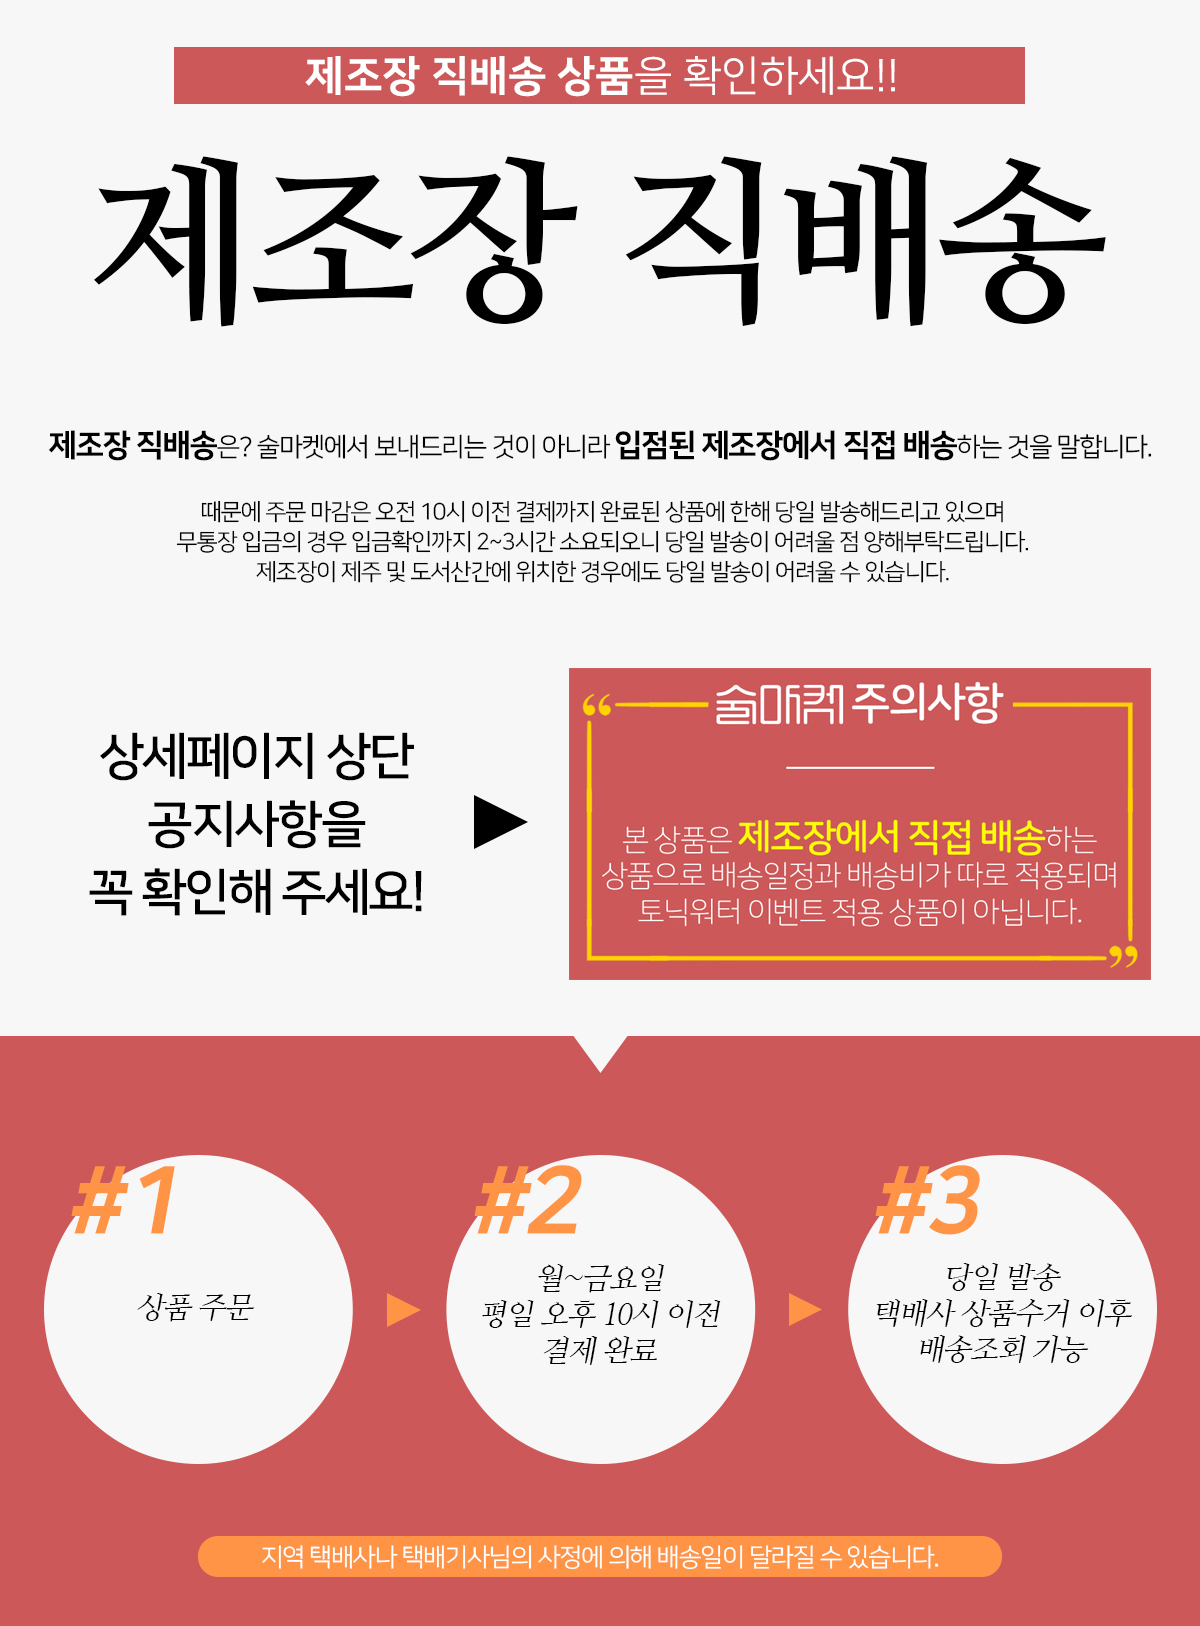 제조장 직배송 상품을 확인하세요!!
제조장 직배송
제조장 직배송은? 술마켓에서 보내드리는 것이 아니라 입점된 제조장에서 직접 배송하는 것을 말합니다.
때문에 주문 마감은 오전 10시 이전 결제까지 완료된 상품에 한해 당일 발송해드리고 있으며
무통장 입금의 경우 입금확인까지 2~3시간 소요되오니 당일 발송이 어려울 점 양해부탁드립니다.
제조장이 제주 및 도서산간에 위치한 경우에도 당일 발송이 어려울 수 있습니다.
상세페이지 상단
공지사항을
꼭 확인해 주세요!
“ 술마켓 주의사항
본 상품은 제조장에서 직접 배송하는
상품으로 배송일정과 배송비가 따로 적용되며
토닉워터 이벤트 적용 상품이 아닙니다.
”
#1
상품 주문
#2
월~금요일
평일 오후 10시 이전
결제 완료
#3
당일 발송
택배사 상품수거 이후
배송조회 가능
지역 택배사나 택배기사님의 사정에 의해 배송일이 달라질 수 있습니다.